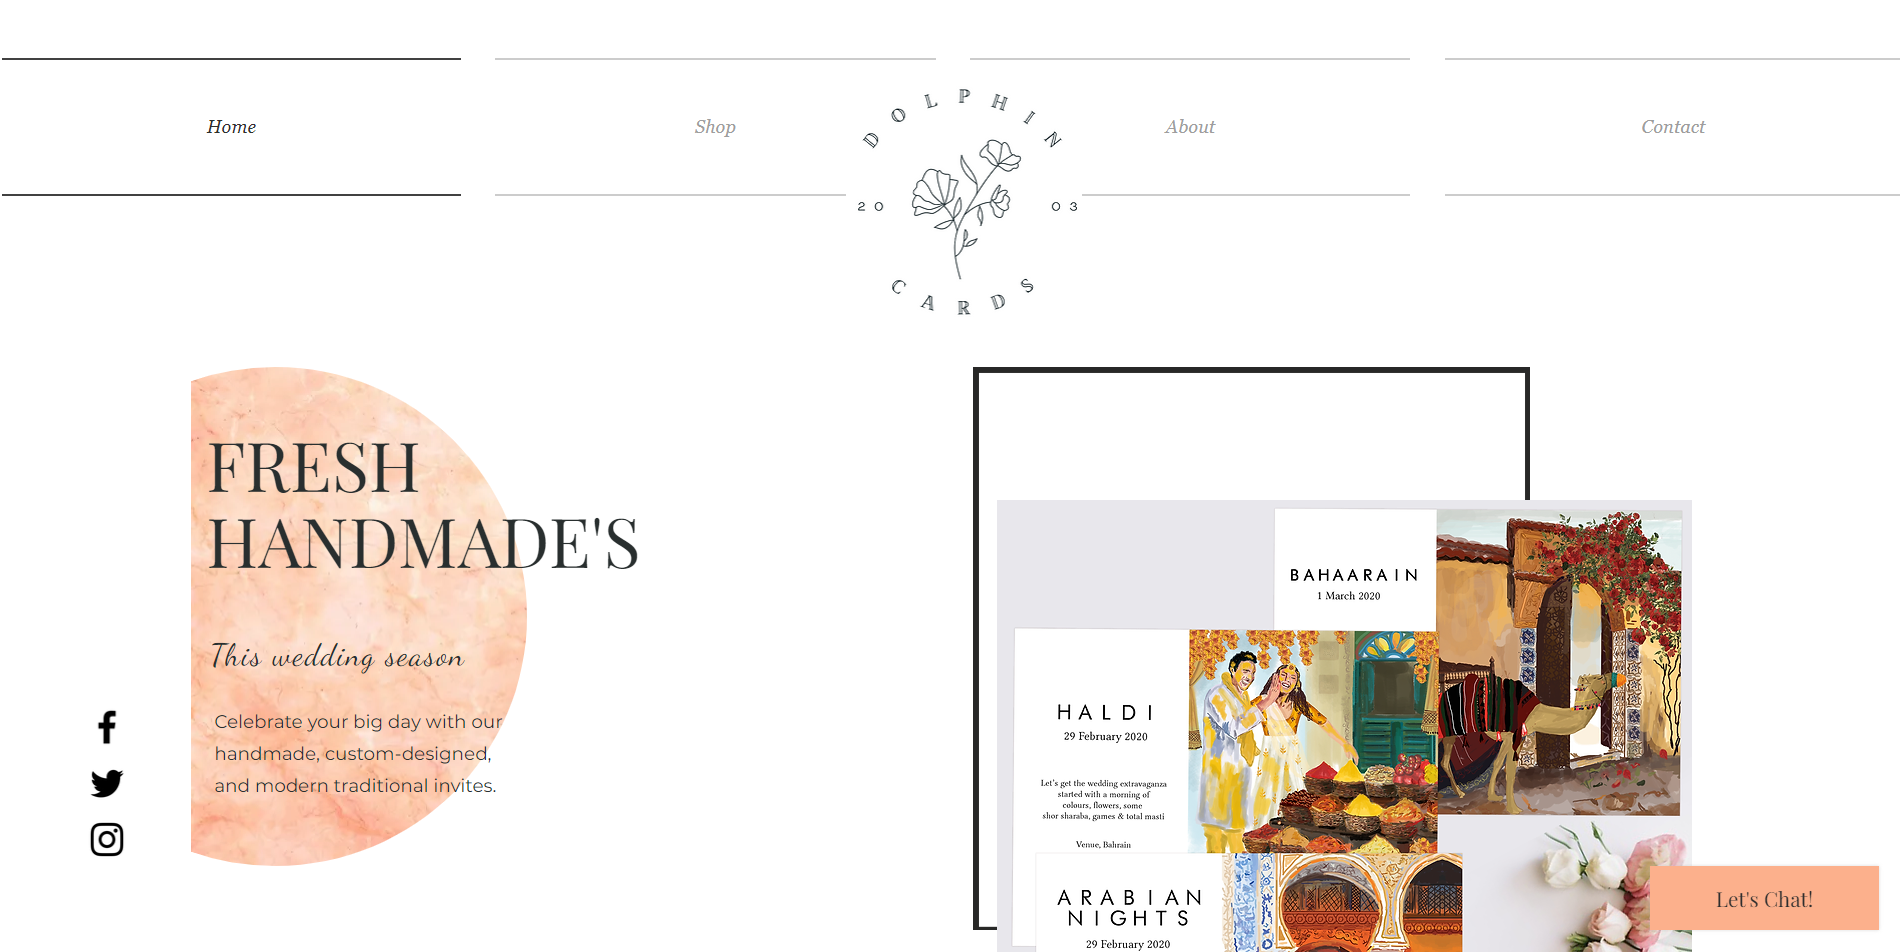 Home
Shop
About
Contact
DOLPHIN
20 03
CARDS
FRESH
HANDMADE'S
This wedding season
Celebrate your big day with our
handmade, custom-designed,
and modern traditional invites.
BAHAARAIN
1 March 2020
HALDI
29 February 2020
Let's get the wedding extravaganza
started with a morning of
colours, flowers, some
shor sharaba, games & total masti
Venue, Bahrain
ARABIAN
NIGHTS
29 February 2020
Let's Chat!